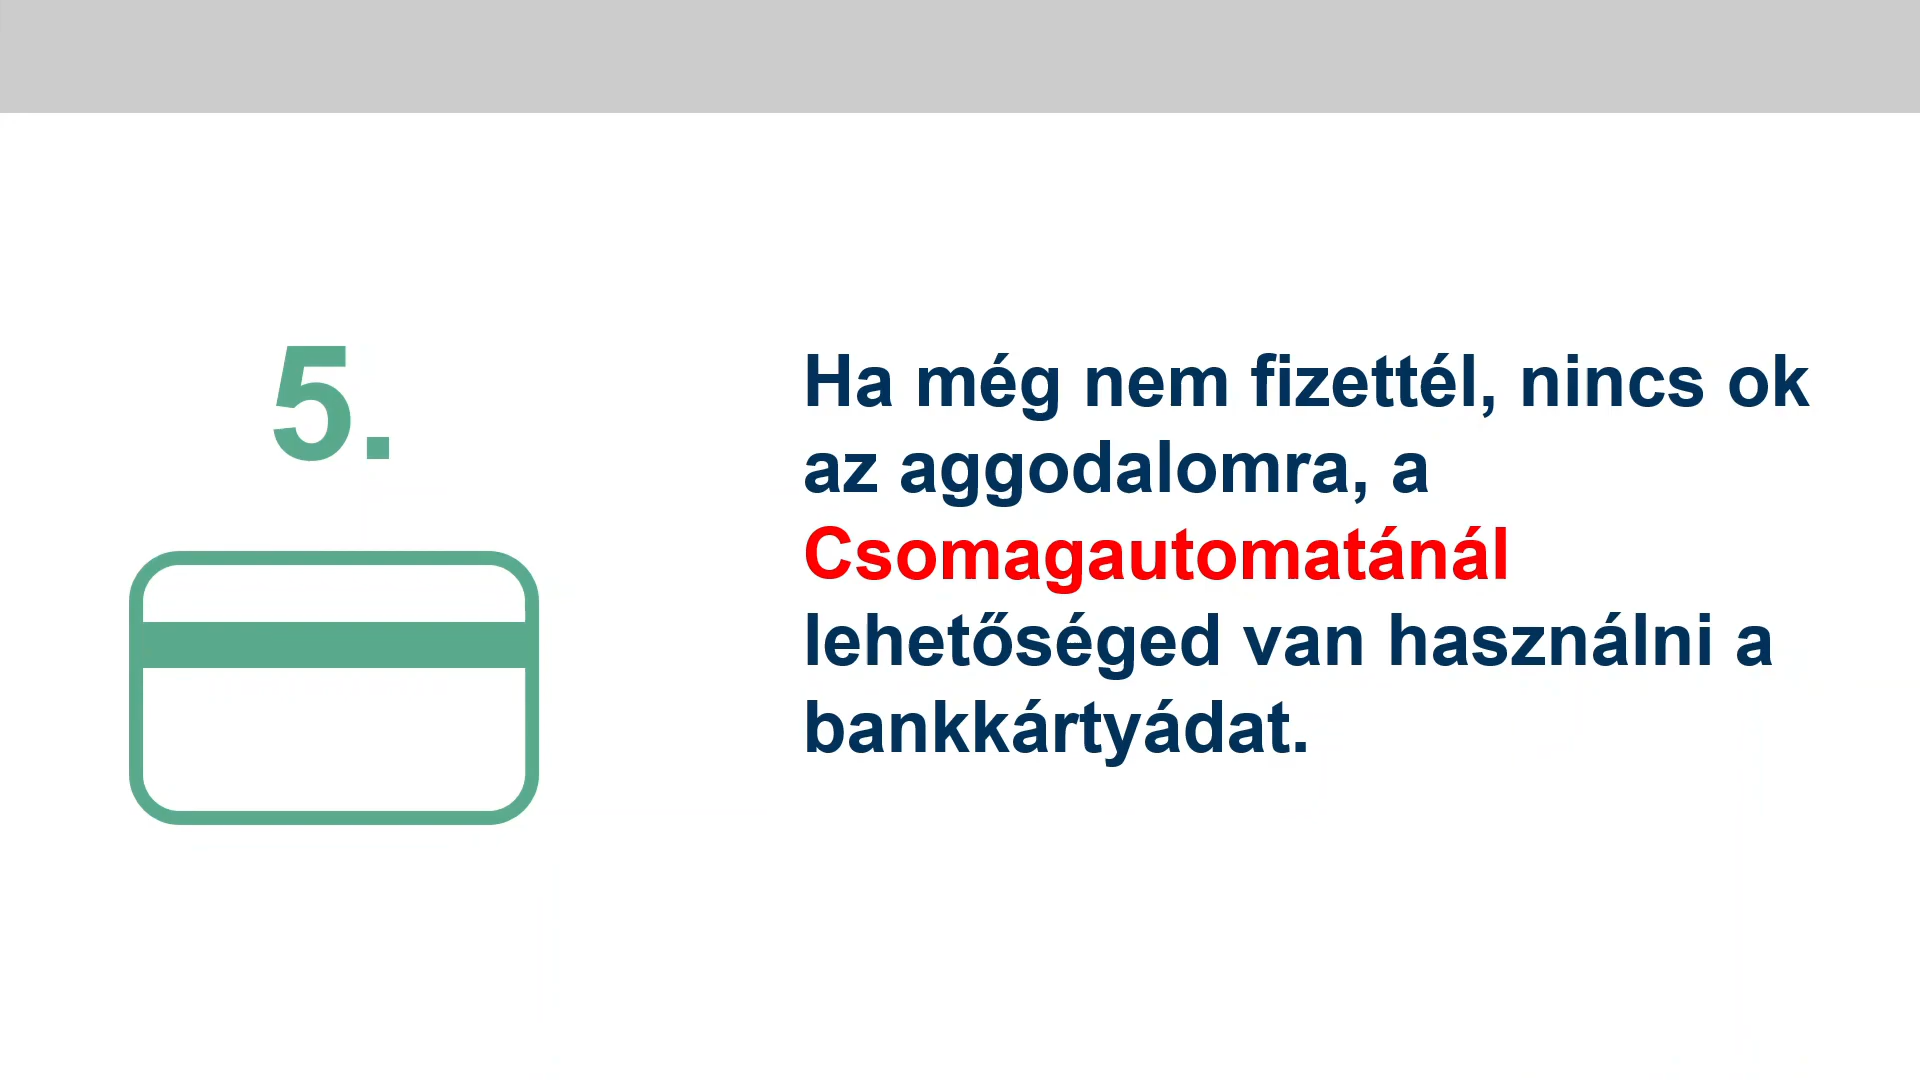 5.
Ha még nem fizettél, nincs ok
az aggodalomra, a
Csomagautomatánál
lehetőséged van használni a
bankkártyádat.